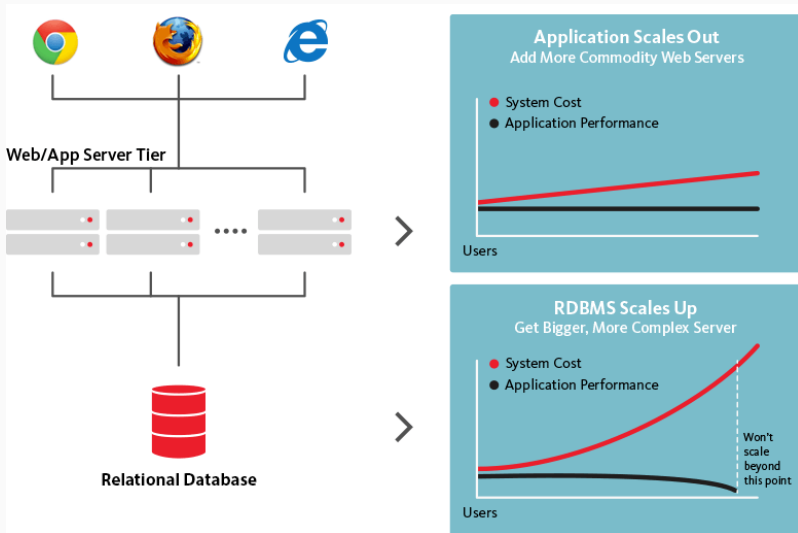 Web/App Server Tier
Relational Database
Application Scales Out
Add More Commodity Web Servers
System Cost
Application Performance
Users
RDBMS Scales Up
Get Bigger, More Complex Server
System Cost
Application Performance
Won't
scale
beyond
this point
Users